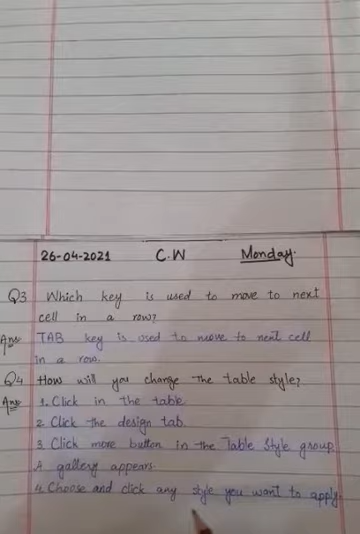 26-04-2021 C.W Monday.
Q3 Which key is used to move to next
cell in a row?
Ans TAB key is used to move to next cell
in a row.
Q4 How will you change the table style?
Ans 1. Click in the table.
2. Click the design tab.
3. Click more button in the Table Style group.
A gallery appears.
4. Choose and click any style you want to apply.